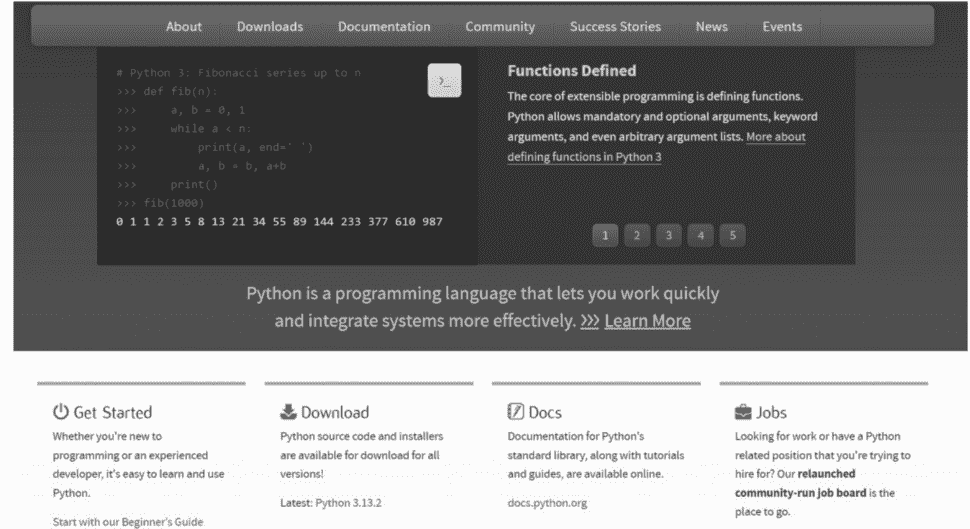 About Downloads Documentation Community Success Stories News Events
# Python 3: Fibonacci series up to n
>>> def fib(n):
>>>     a, b = 0, 1
>>>     while a < n:
>>>         print(a, end=' ')
>>>         a, b = b, a+b
>>>     print()
>>> fib(1000)
0 1 1 2 3 5 8 13 21 34 55 89 144 233 377 610 987
>_
Functions Defined
The core of extensible programming is defining functions.
Python allows mandatory and optional arguments, keyword
arguments, and even arbitrary argument lists. More about
defining functions in Python 3
1 2 3 4 5
Python is a programming language that lets you work quickly
and integrate systems more effectively. >>> Learn More
Get Started
Whether you're new to
programming or an experienced
developer, it's easy to learn and use
Python.
Start with our Beginner's Guide
Download
Python source code and installers
are available for download for all
versions!
Latest: Python 3.13.2
Docs
Documentation for Python's
standard library, along with tutorials
and guides, are available online.
docs.python.org
Jobs
Looking for work or have a Python
related position that you're trying to
hire for? Our relaunched
community-run job board is the
place to go.